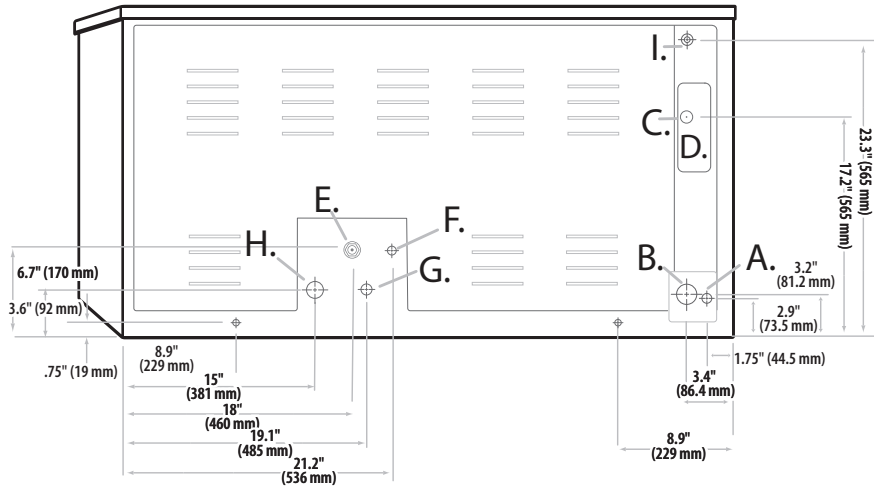 I.
C.
D.
23.3" (565 mm)
17.2" (565 mm)
E.
F.
H.
G.
B.
A.
6.7" (170 mm)
3.6" (92 mm)
.75" (19 mm)
3.2"
(81.2 mm)
2.9"
(73.5 mm)
1.75" (44.5 mm)
8.9"
(229 mm)
15"
(381 mm)
18"
(460 mm)
19.1"
(485 mm)
21.2"
(536 mm)
3.4"
(86.4 mm)
8.9"
(229 mm)